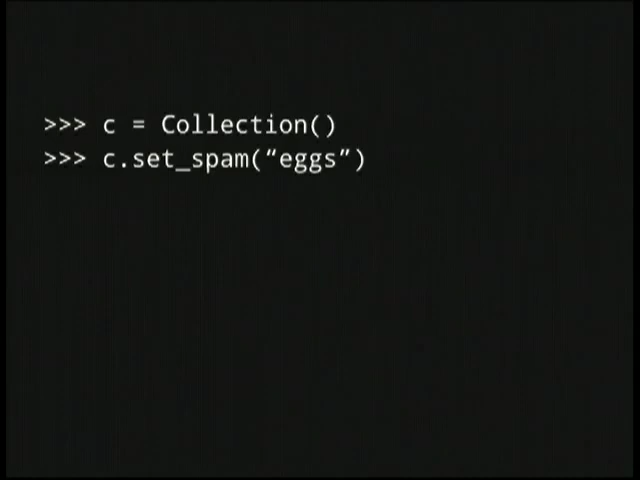 >>> c = Collection()
>>> c.set_spam(“eggs”)